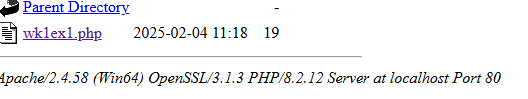 Parent Directory -
wk1ex1.php 2025-02-04 11:18 19
Apache/2.4.58 (Win64) OpenSSL/3.1.3 PHP/8.2.12 Server at localhost Port 80